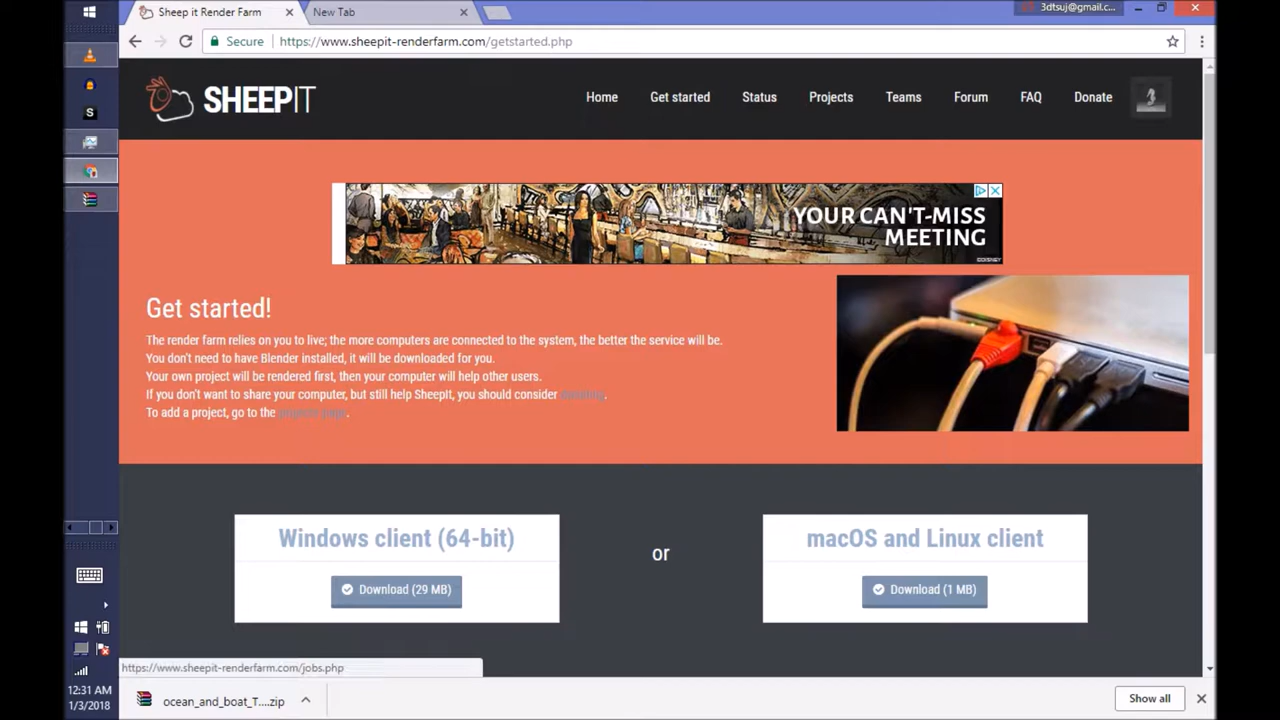 Sheep it Render Farm
New Tab
3dtsuj@gmail.c...
Secure
https://www.sheepit-renderfarm.com/getstarted.php
SHEEPIT
Home
Get started
Status
Projects
Teams
Forum
FAQ
Donate
YOUR CAN'T-MISS
MEETING
©DISNEY
Get started!
The render farm relies on you to live; the more computers are connected to the system, the better the service will be.
You don't need to have Blender installed, it will be downloaded for you.
Your own project will be rendered first, then your computer will help other users.
If you don't want to share your computer, but still help SheepIt, you should consider donating.
To add a project, go to the projects page.
Windows client (64-bit)
Download (29 MB)
or
macOS and Linux client
Download (1 MB)
https://www.sheepit-renderfarm.com/jobs.php
ocean_and_boat_T....zip
Show all
12:31 AM
1/3/2018